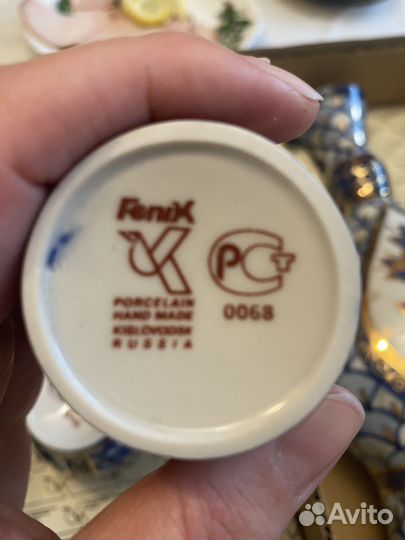 FeniX
PORCELAIN
HAND MADE
KISLOVODSK
RUSSIA
РСТ
0068
Avito